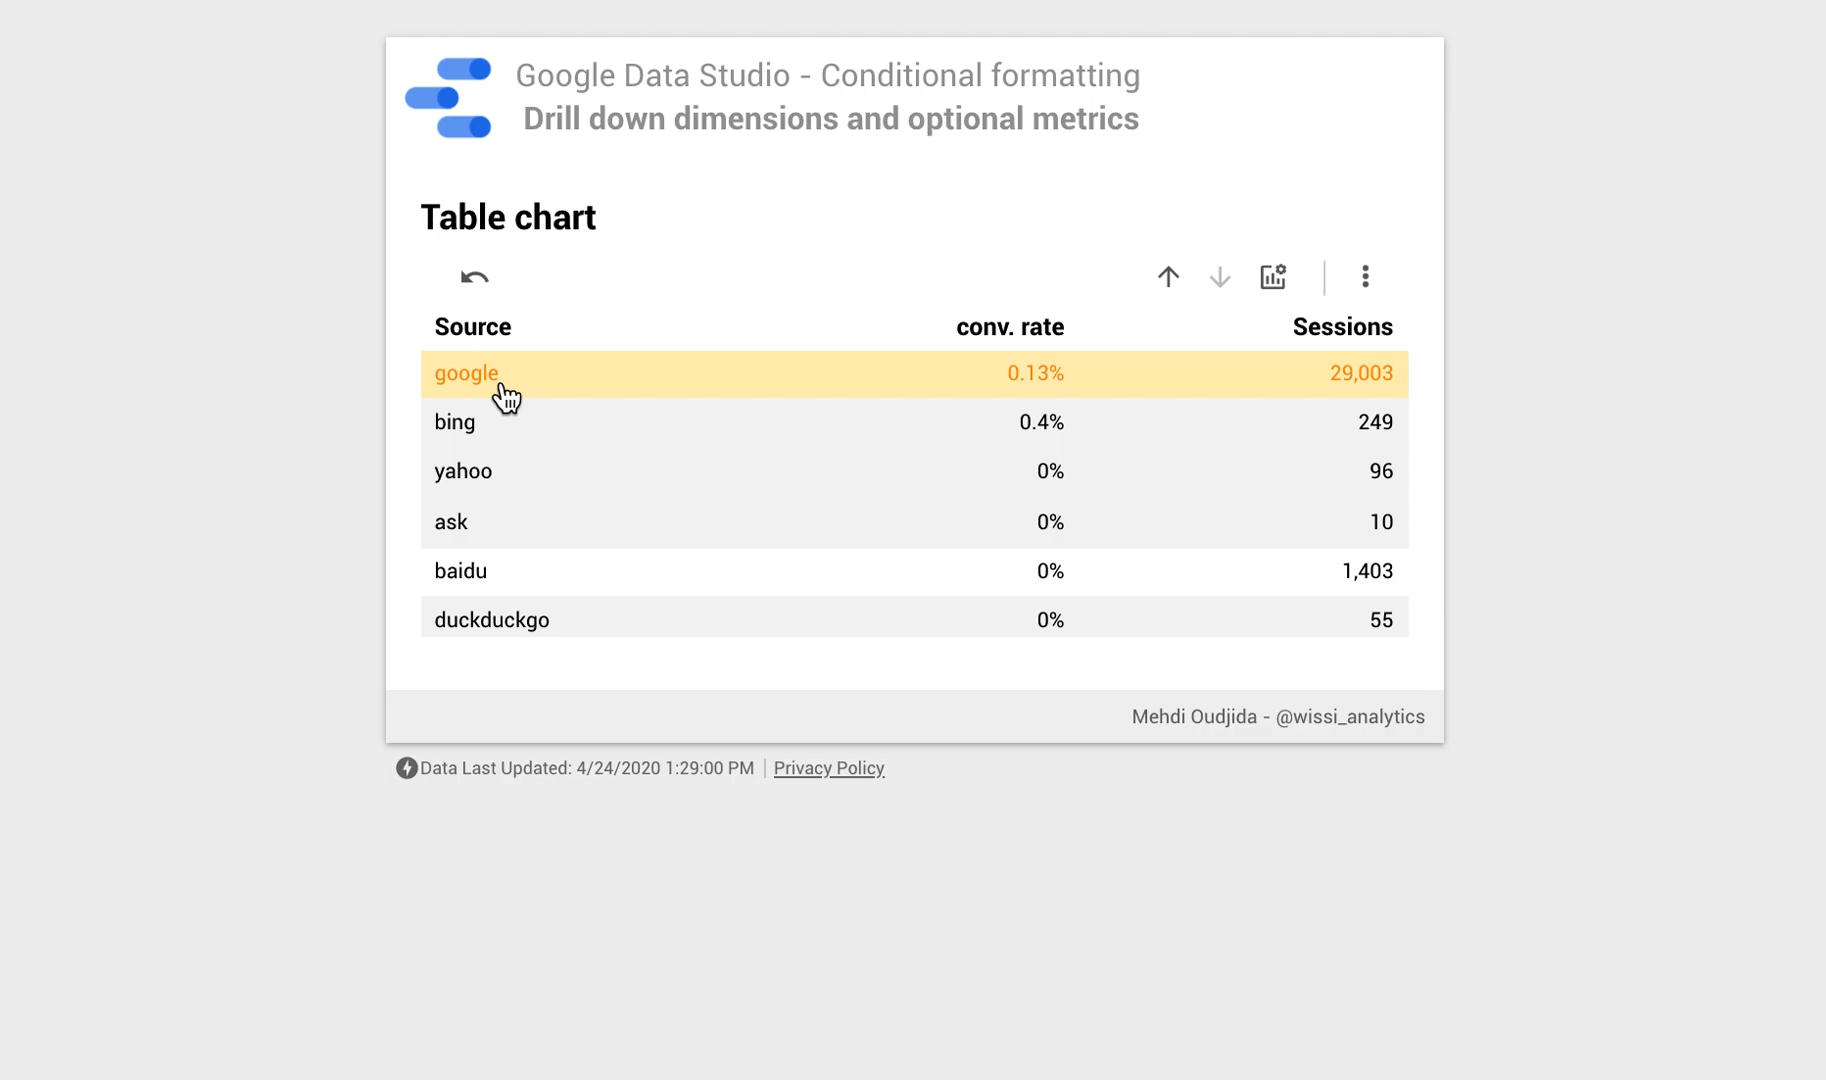 Google Data Studio - Conditional formatting
Drill down dimensions and optional metrics
Table chart
Source conv. rate Sessions
google 0.13% 29,003
bing 0.4% 249
yahoo 0% 96
ask 0% 10
baidu 0% 1,403
duckduckgo 0% 55
Mehdi Oudjida - @wissi_analytics
Data Last Updated: 4/24/2020 1:29:00 PM | Privacy Policy